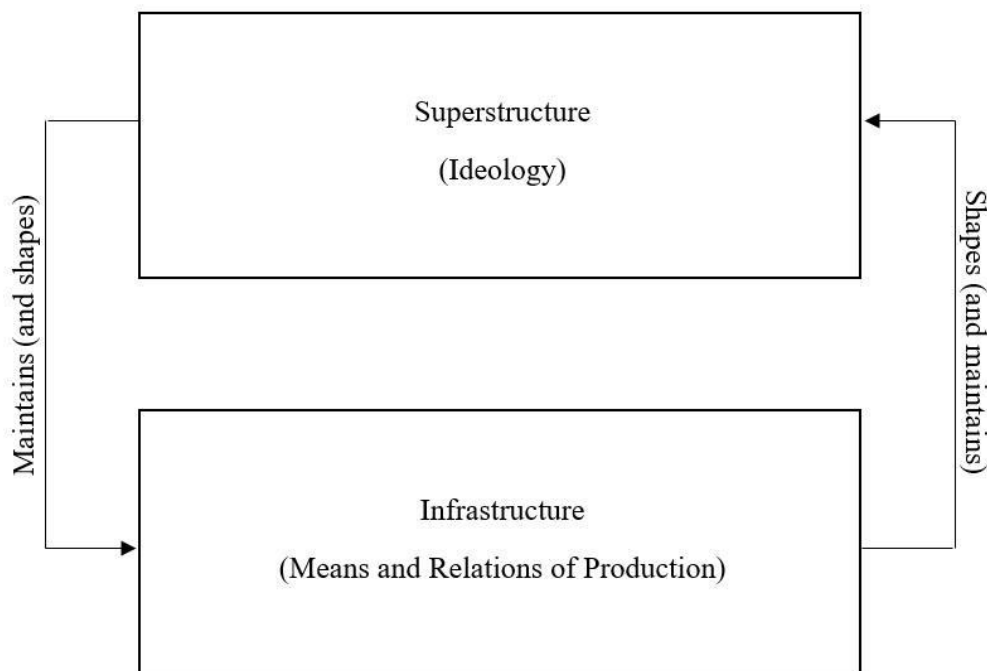 Superstructure
(Ideology)
Maintains (and shapes)
Shapes (and maintains)
Infrastructure
(Means and Relations of Production)